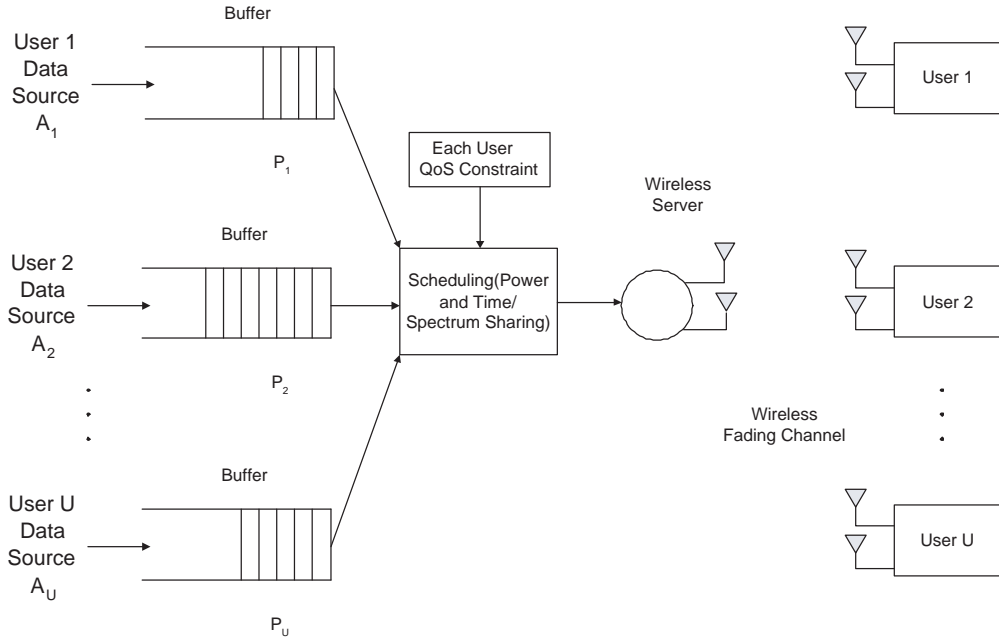 Buffer
User 1
Data
Source
A1
P1
Each User
QoS Constraint
User 1
Wireless
Server
Buffer
User 2
Data
Source
A2
P2
Scheduling(Power
and Time/
Spectrum Sharing)
User 2
Wireless
Fading Channel
Buffer
User U
Data
Source
AU
PU
User U